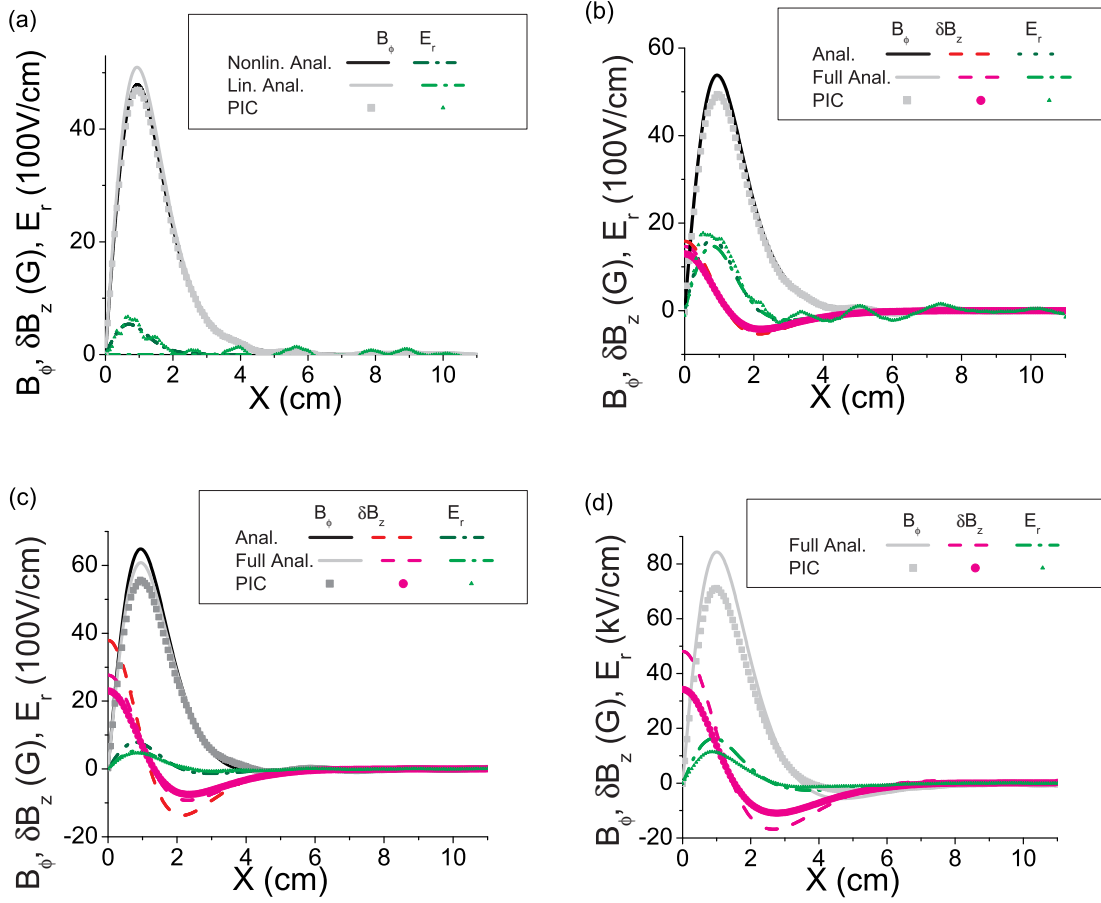 (a)
B_ϕ E_r
Nonlin. Anal.
Lin. Anal.
PIC
B_ϕ, δB_z (G), E_r (100V/cm)
40
20
0
0 2 4 6 8 10
X (cm)
(b)
B_ϕ δB_z E_r
Anal.
Full Anal.
PIC
B_ϕ, δB_z (G), E_r (100V/cm)
60
40
20
0
-20
0 2 4 6 8 10
X (cm)
(c)
B_ϕ δB_z E_r
Anal.
Full Anal.
PIC
B_ϕ, δB_z (G), E_r (100V/cm)
60
40
20
0
-20
0 2 4 6 8 10
X (cm)
(d)
B_ϕ δB_z E_r
Full Anal.
PIC
B_ϕ, δB_z (G), E_r (kV/cm)
80
60
40
20
0
-20
0 2 4 6 8 10
X (cm)